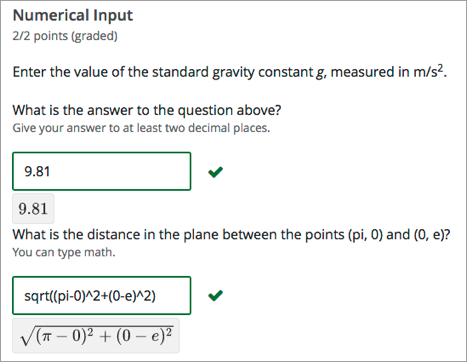 Numerical Input
2/2 points (graded)
Enter the value of the standard gravity constant g, measured in m/s².
What is the answer to the question above?
Give your answer to at least two decimal places.
9.81
9.81
What is the distance in the plane between the points (pi, 0) and (0, e)?
You can type math.
sqrt((pi-0)^2+(0-e)^2)
√(π − 0)² + (0 − e)²